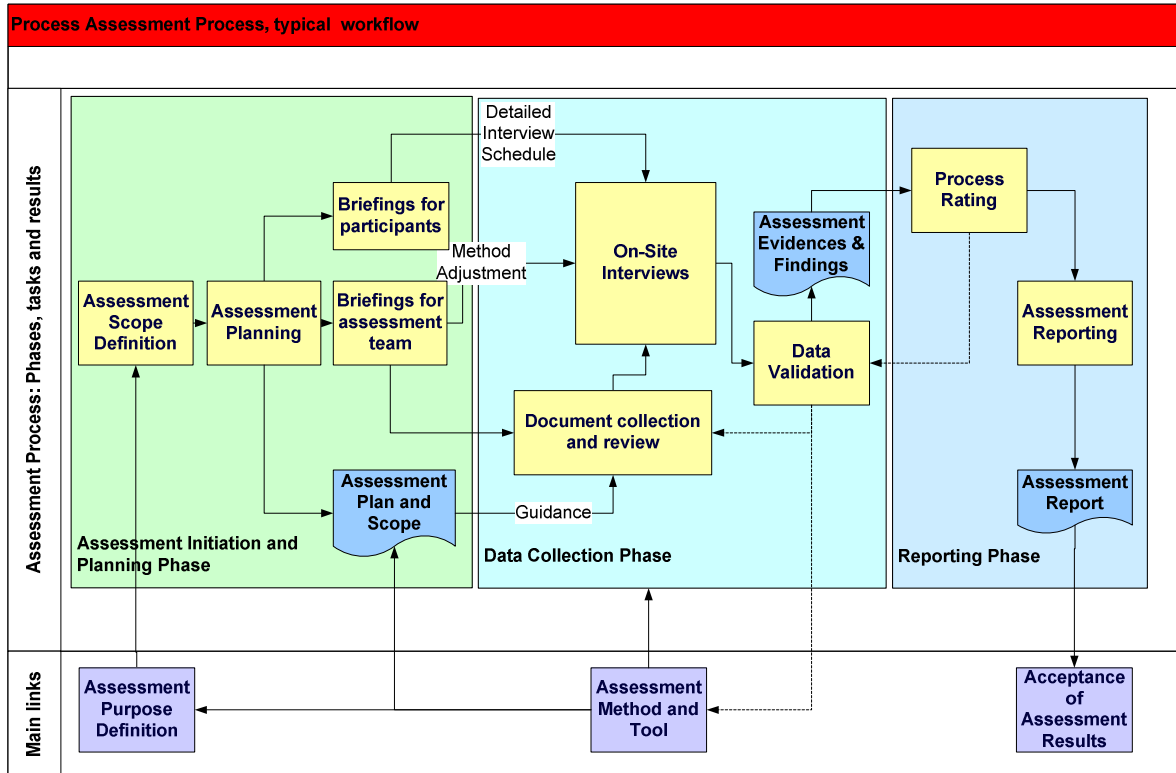 Process Assessment Process, typical workflow
Assessment Process: Phases, tasks and results
Detailed
Interview
Schedule
Briefings for
participants
Method
Adjustment
Assessment
Scope
Definition
Assessment
Planning
Briefings for
assessment
team
Assessment
Plan and
Scope
Guidance
Assessment Initiation and
Planning Phase
On-Site
Interviews
Document collection
and review
Assessment
Evidences &
Findings
Data
Validation
Data Collection Phase
Process
Rating
Assessment
Reporting
Assessment
Report
Reporting Phase
Main links
Assessment
Purpose
Definition
Assessment
Method and
Tool
Acceptance
of
Assessment
Results